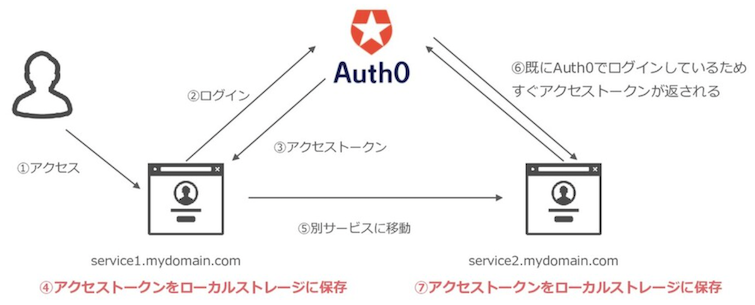 Auth0
⑥既にAuth0でログインしているため
すぐアクセストークンが返される
②ログイン
③アクセストークン
①アクセス
⑤別サービスに移動
service1.mydomain.com
service2.mydomain.com
④アクセストークンをローカルストレージに保存
⑦アクセストークンをローカルストレージに保存